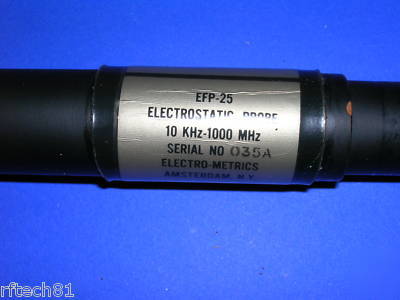 EFP-25
ELECTROSTATIC PROBE
10 KHz-1000 MHz
SERIAL NO 035A
ELECTRO-METRICS
AMSTERDAM, N.Y.
rftech81